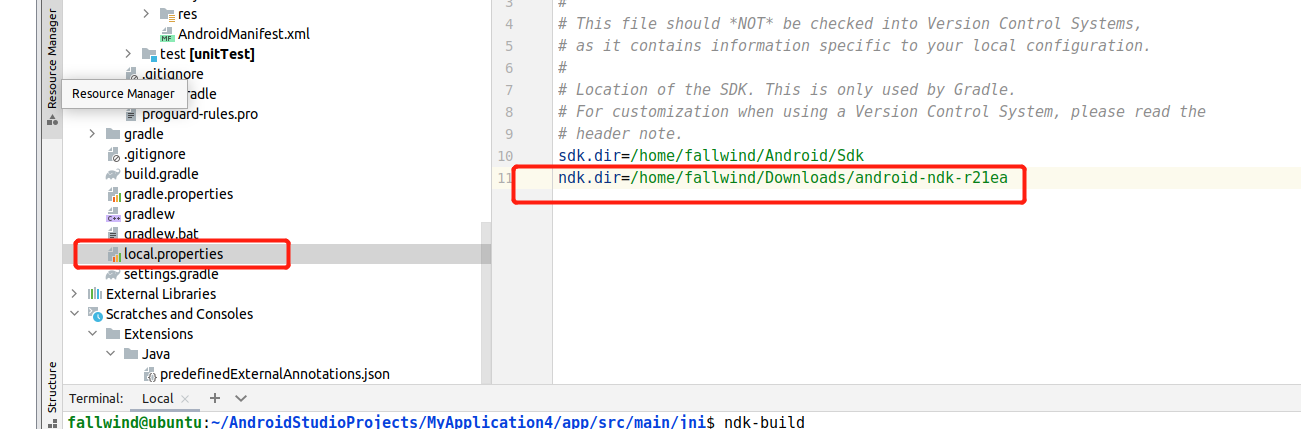 Resource Manager
Structure
res
AndroidManifest.xml
test [unitTest]
.gitignore
Resource Manager
radle
proguard-rules.pro
gradle
.gitignore
build.gradle
gradle.properties
gradlew
gradlew.bat
local.properties
settings.gradle
External Libraries
Scratches and Consoles
Extensions
Java
predefinedExternalAnnotations.json
3 #
4 # This file should *NOT* be checked into Version Control Systems,
5 # as it contains information specific to your local configuration.
6 #
7 # Location of the SDK. This is only used by Gradle.
8 # For customization when using a Version Control System, please read the
9 # header note.
10 sdk.dir=/home/fallwind/Android/Sdk
11 ndk.dir=/home/fallwind/Downloads/android-ndk-r21ea
Terminal: Local × +
fallwind@ubuntu:~/AndroidStudioProjects/MyApplication4/app/src/main/jni$ ndk-build